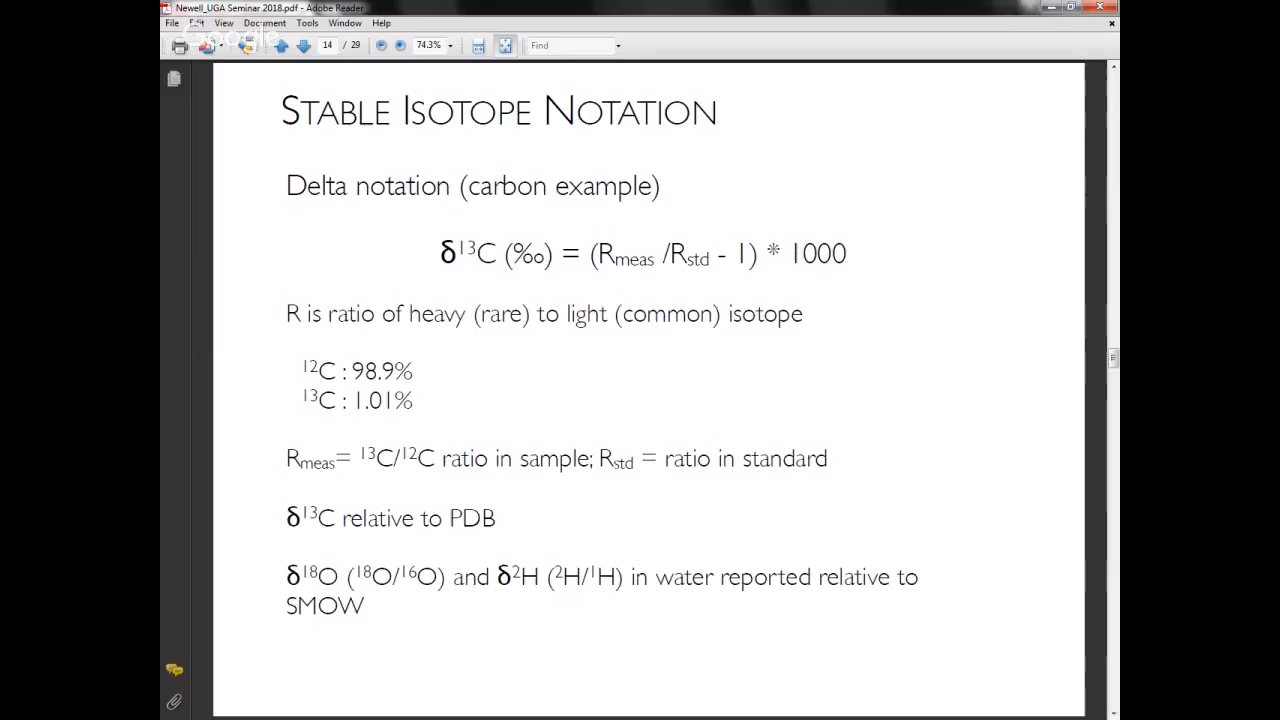 Newell_UGA Seminar 2018.pdf - Adobe Reader
File Edit View Document Tools Window Help
Google
14 / 29 74.3% Find
STABLE ISOTOPE NOTATION
Delta notation (carbon example)
δ¹³C (‰) = (Rmeas /Rstd - 1) * 1000
R is ratio of heavy (rare) to light (common) isotope
¹²C : 98.9%
¹³C : 1.01%
Rmeas= ¹³C/¹²C ratio in sample; Rstd = ratio in standard
δ¹³C relative to PDB
δ¹⁸O (¹⁸O/¹⁶O) and δ²H (²H/¹H) in water reported relative to
SMOW